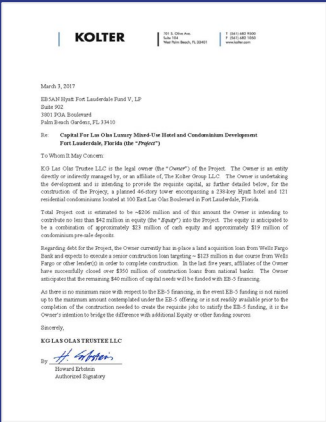 KOLTER
701 S. Olive Ave.
Suite 104
West Palm Beach, FL 33401
www.kolter.com
March 3, 2017
EB5AN Hyatt Fort Lauderdale Fund V, LP
Suite 902
3801 PGA Boulevard
Palm Beach Gardens, FL 33410
Re: Capital For Las Olas Luxury Mixed-Use Hotel and Condominium Development
Fort Lauderdale, Florida (the "Project")
To Whom It May Concern:
KG Las Olas Trustee LLC is the legal owner (the "Owner") of the Project. The Owner is an entity
directly or indirectly managed by, or an affiliate of, The Kolter Group LLC. The Owner is undertaking
the development and is intending to provide the requisite capital, as further detailed below, for the
construction of the Project, a planned 46-story tower encompassing a 238-key hotel and 121
residential condominiums located at 100 East Las Olas Boulevard in Fort Lauderdale, Florida.
Total Project cost is estimated to be ~$206 million and of this amount the Owner is intending to
contribute no less than $42 million in equity (the "Equity") into the Project. The equity is anticipated to
be a combination of approximately $23 million of cash equity and approximately $19 million of
condominium pre-sale deposits.
Regarding debt for the Project, the Owner currently has in-place a land acquisition loan from Wells Fargo
Bank and expects to execute a senior construction loan targeting ~ $123 million in due course from Wells
Fargo or other lender(s) in order to complete construction. In the last five years, affiliates of the Owner
have successfully closed over $350 million of construction loans from national banks. The Owner
anticipates that the remaining $40 million of capital needs will be funded with EB-5 financing.
As there is no minimum raise with respect to the EB-5 financing, in the event EB-5 funding is not raised
up to the maximum amount contemplated under the EB-5 offering or is not readily available prior to the
completion of the construction needed to create the requisite jobs to satisfy the EB-5 funding, it is the
Owner's intention to bridge the difference with additional Equity or other funding sources.
Sincerely,
KG LAS OLAS TRUSTEE LLC
By H. Erbstein
Howard Erbstein
Authorized Signatory